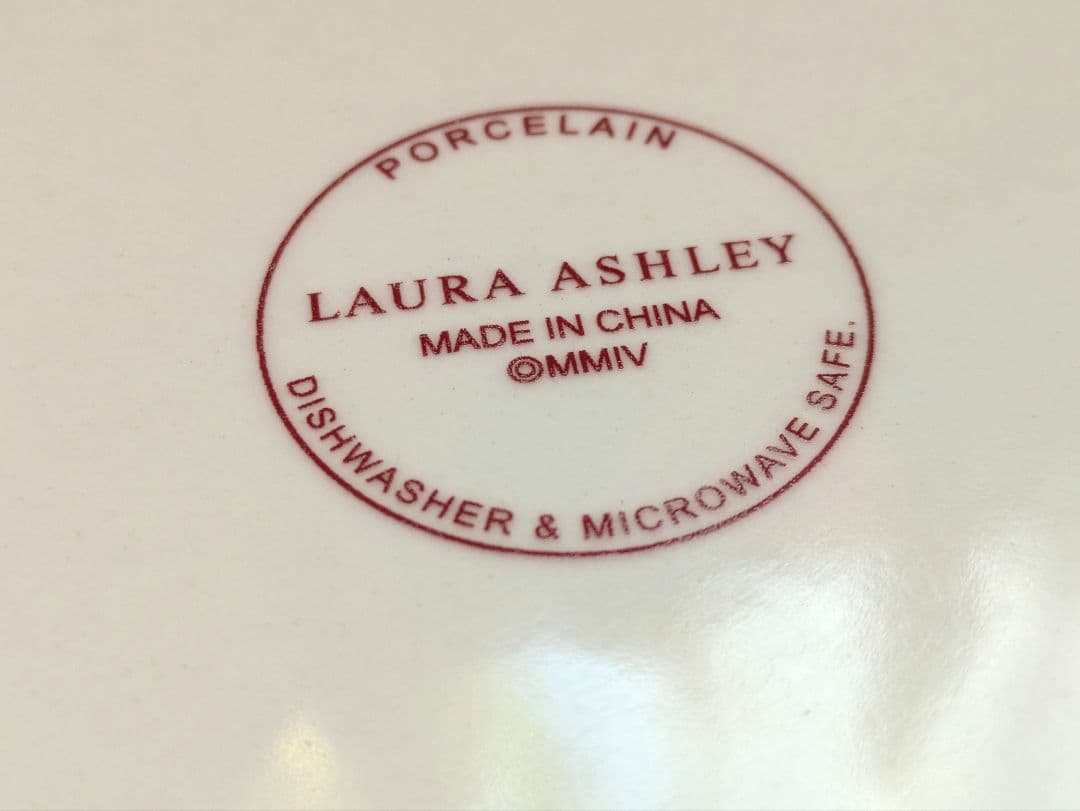 PORCELAIN
LAURA ASHLEY
MADE IN CHINA
©MMIV
DISHWASHER & MICROWAVE SAFE.